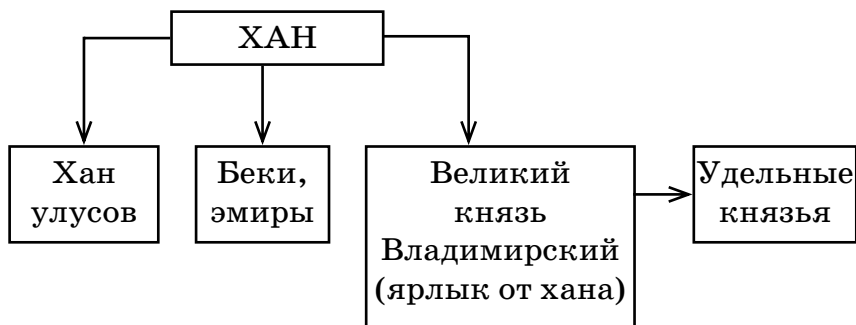 ХАН
Хан
улусов
Беки,
эмиры
Великий
князь
Владимирский
(ярлык от хана)
Удельные
князья